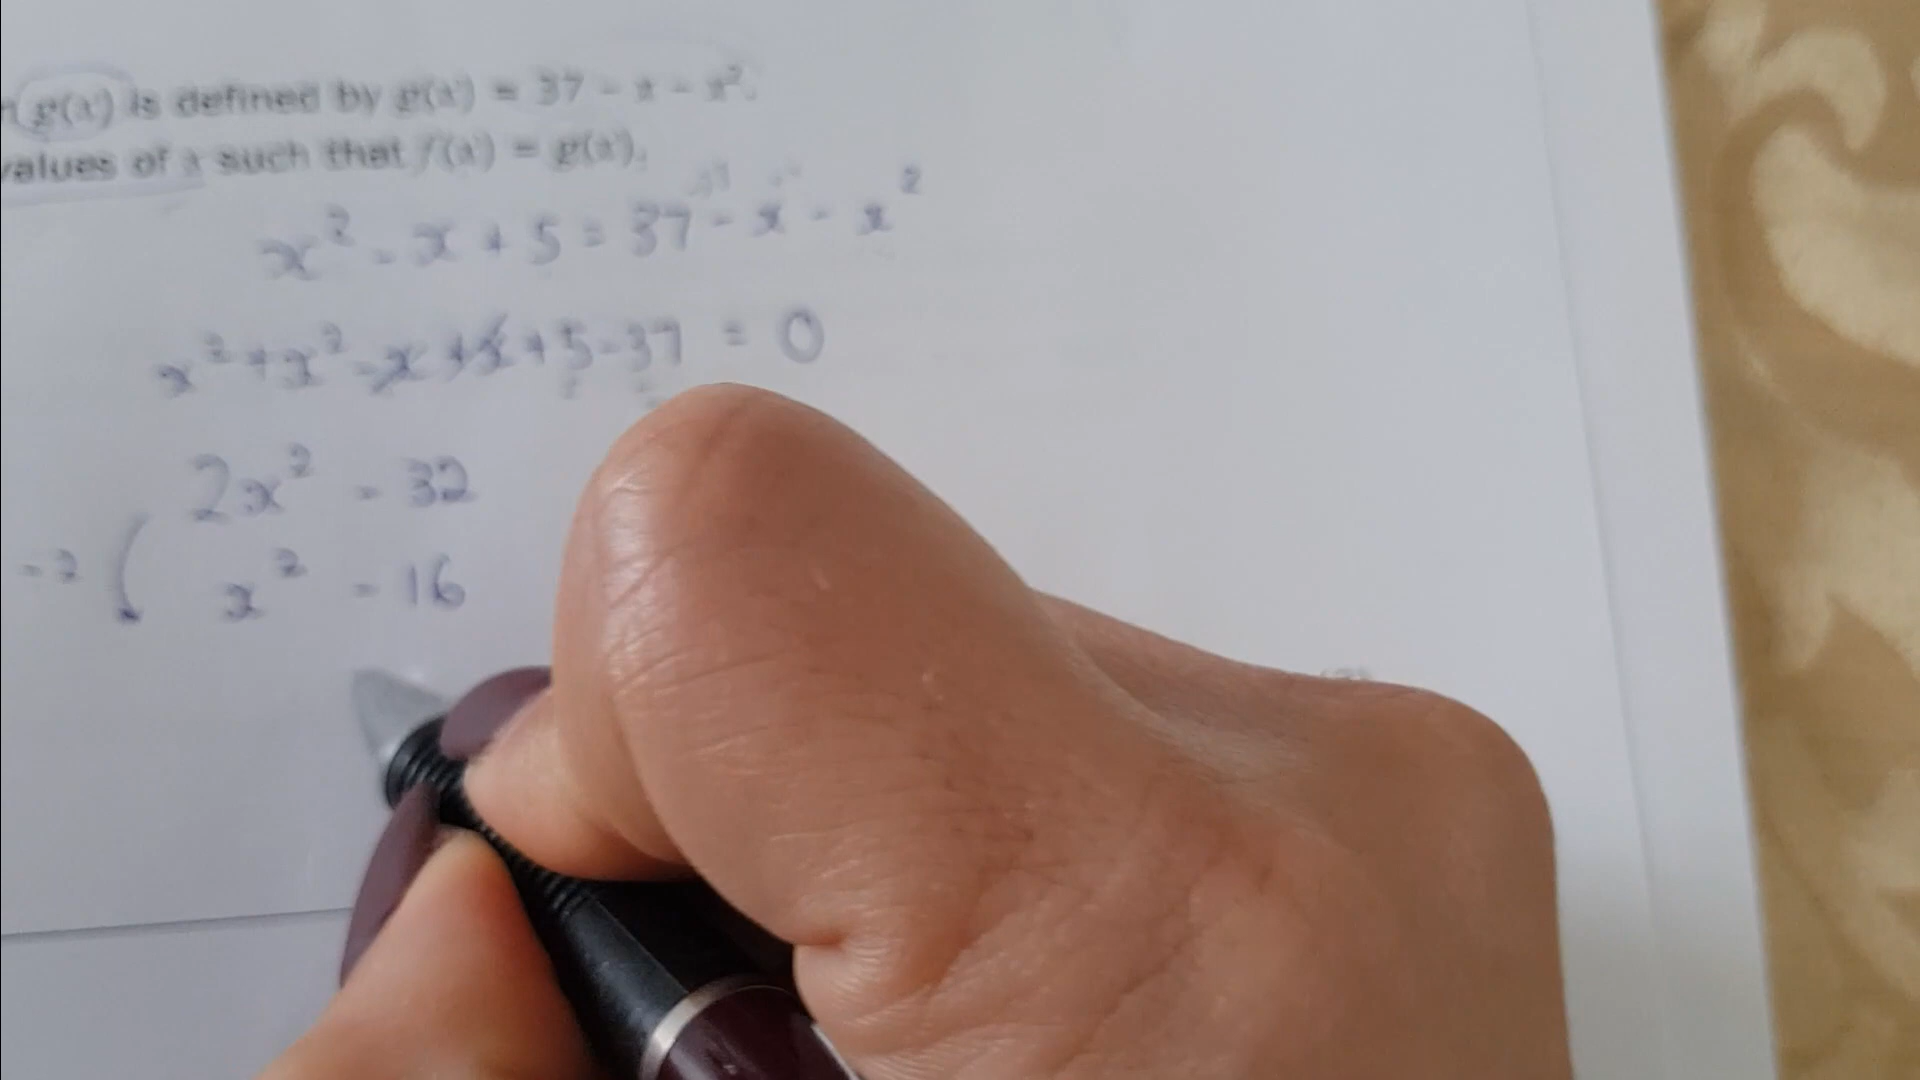 g(x) is defined by g(x) = 37 - x - x².
values of x such that f(x) = g(x).
x² - x + 5 = 37 - x - x²
x² + x² - x + x + 5 - 37 = 0
2x² - 32
÷2 ( x² - 16